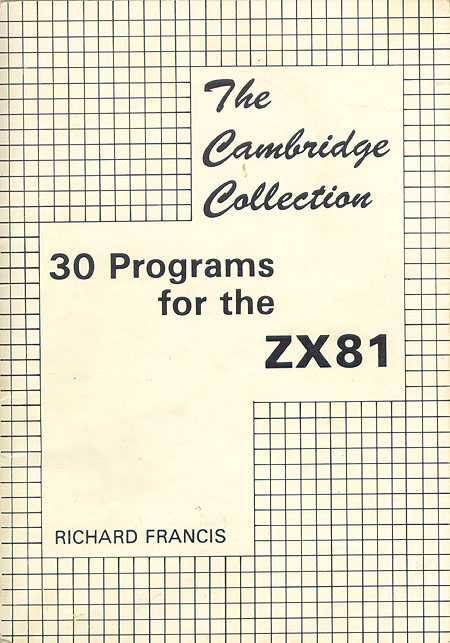 The
Cambridge
Collection
30 Programs
for the
ZX81
RICHARD FRANCIS